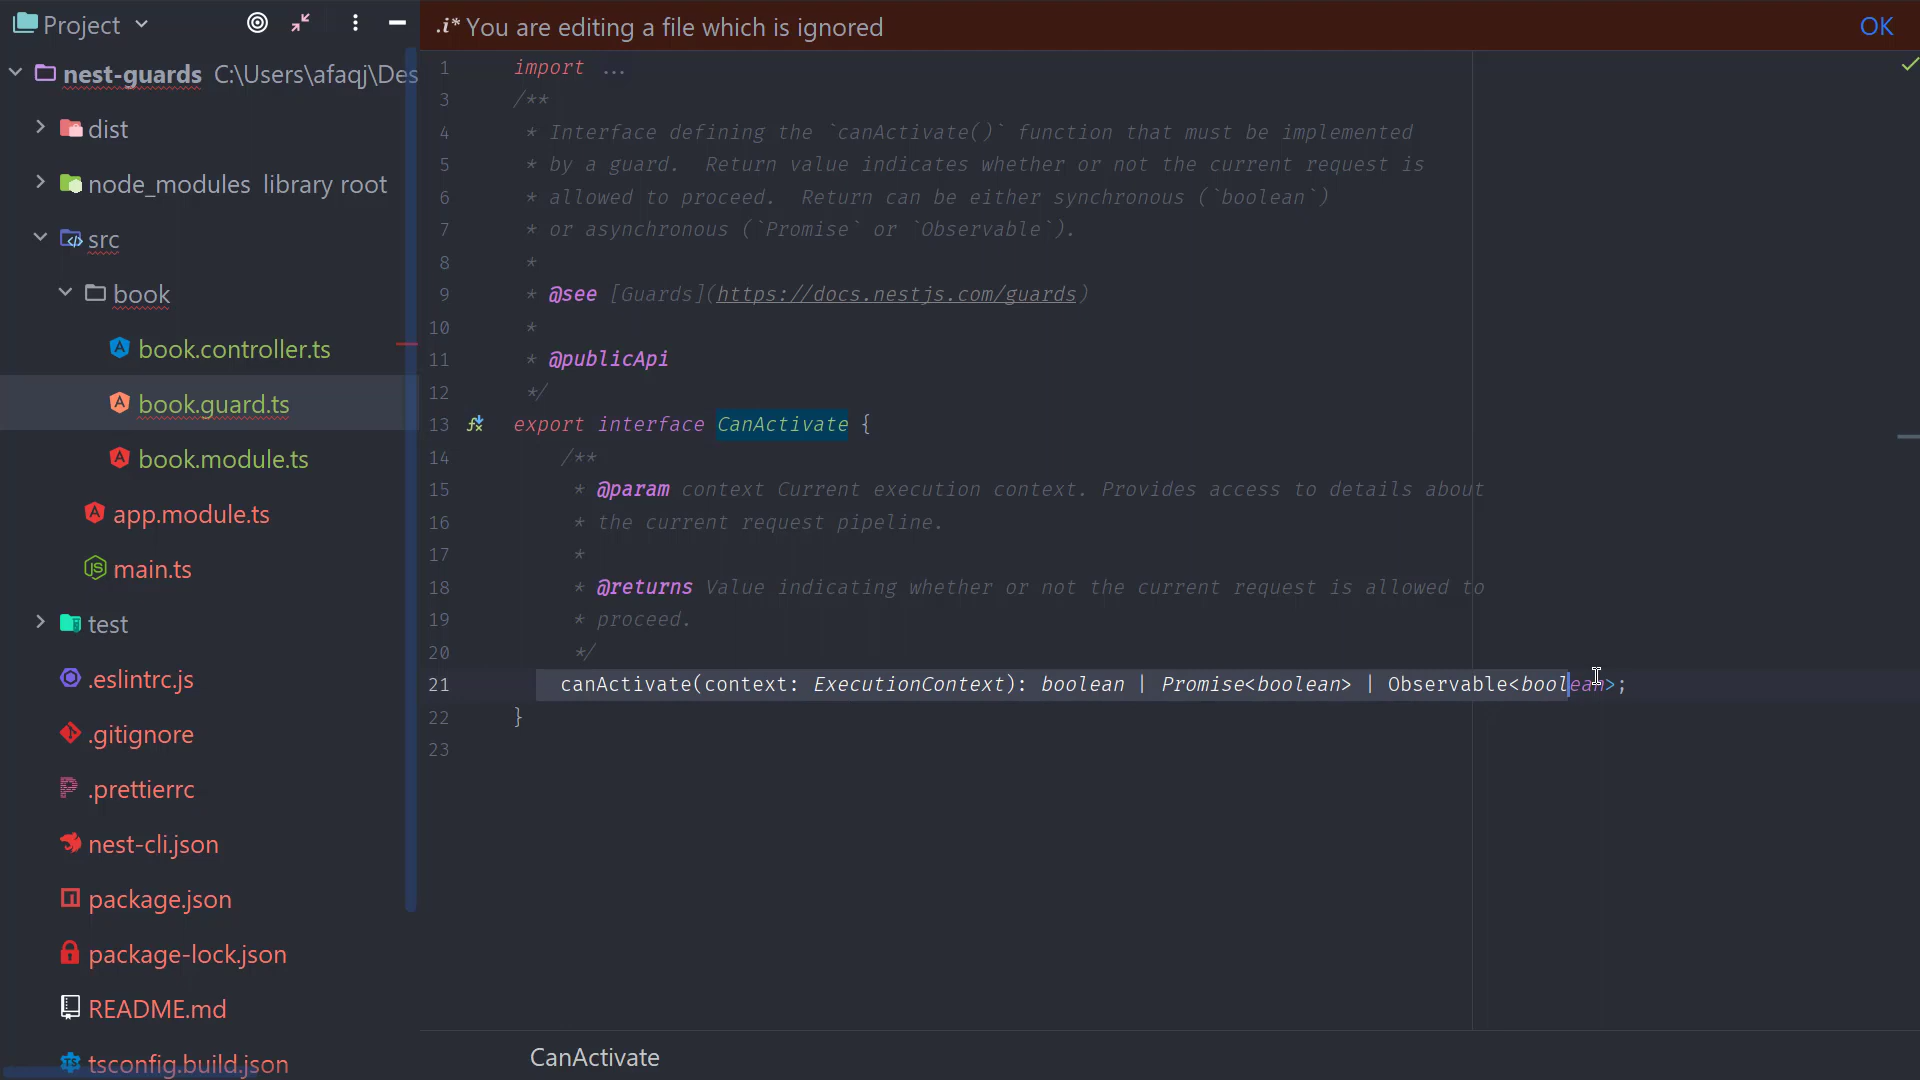 Project
nest-guards C:\Users\afaqj\Des
dist
node_modules library root
src
book
book.controller.ts
book.guard.ts
book.module.ts
app.module.ts
main.ts
test
.eslintrc.js
.gitignore
.prettierrc
nest-cli.json
package.json
package-lock.json
README.md
tsconfig.build.json
.i* You are editing a file which is ignored
OK
1 import ...
3 /**
4 * Interface defining the `canActivate()` function that must be implemented
5 * by a guard.  Return value indicates whether or not the current request is
6 * allowed to proceed.  Return can be either synchronous (`boolean`)
7 * or asynchronous (`Promise` or `Observable`).
8 *
9 * @see [Guards](https://docs.nestjs.com/guards)
10 *
11 * @publicApi
12 */
13 export interface CanActivate {
14 /**
15 * @param context Current execution context. Provides access to details about
16 * the current request pipeline.
17 *
18 * @returns Value indicating whether or not the current request is allowed to
19 * proceed.
20 */
21 canActivate(context: ExecutionContext): boolean | Promise<boolean> | Observable<boolean>;
22 }
23
CanActivate